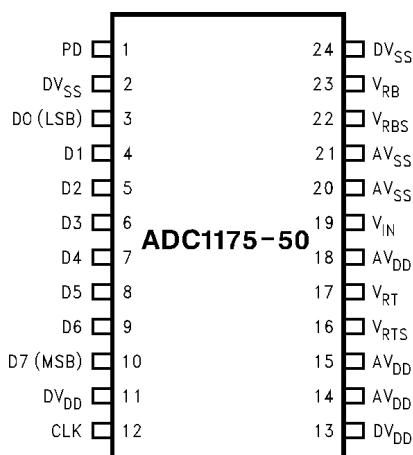 PD 1 24 DVSS
DVSS 2 23 VRB
D0 (LSB) 3 22 VRBS
D1 4 21 AVSS
D2 5 20 AVSS
D3 6 19 VIN
ADC1175-50
D4 7 18 AVDD
D5 8 17 VRT
D6 9 16 VRTS
D7 (MSB) 10 15 AVDD
DVDD 11 14 AVDD
CLK 12 13 DVDD